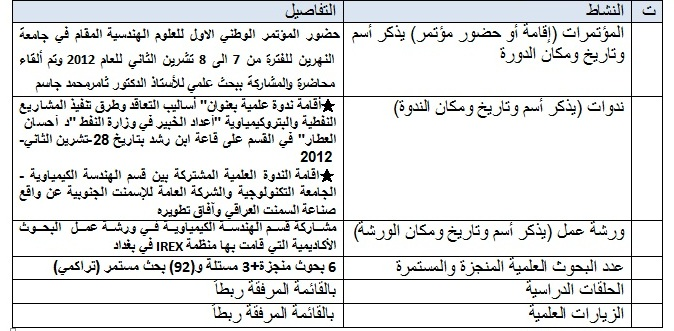 ت النشاط التفاصيل
المؤتمرات (إقامة أو حضور مؤتمر) يذكر أسم
وتاريخ ومكان الدورة
حضور المؤتمر الوطني الاول للعلوم الهندسية المقام في جامعة
النهرين للفترة من 7 الى 8 تشرين الثاني للعام 2012 وتم ألقاء
محاضرة والمشاركة ببحث علمي للأستاذ الدكتور ثامرمحمد جاسم
ندوات (يذكر أسم وتاريخ ومكان الندوة)
★أقامة ندوة علمية بعنوان" أساليب التعاقد وطرق تنفيذ المشاريع
النفطية والبتروكيمياوية "أعداد الخبير في وزارة النفط "د أحسان
العطار" في القسم على قاعة ابن رشد بتاريخ 28-تشرين الثاني-
2012
★اقامة الندوة العلمية المشتركة بين قسم الهندسة الكيمياوية -
الجامعة التكنولوجية والشركة العامة للإسمنت الجنوبية عن واقع
صناعة السمنت العراقي وآفاق تطويره
ورشة عمل (يذكر أسم وتاريخ ومكان الورشة)
مشاركة قسم الهندسة الكيمياوية في ورشة عمل البحوث
الأكاديمية التي قامت بها منظمة IREX في بغداد
عدد البحوث العلمية المنجزة والمستمرة
6 بحوث منجزة+3 مستلة و(92) بحث مستمر (تراكمي)
الحلقات الدراسية
بالقائمة المرفقة ربطاً
الزيارات العلمية
بالقائمة المرفقة ربطاً